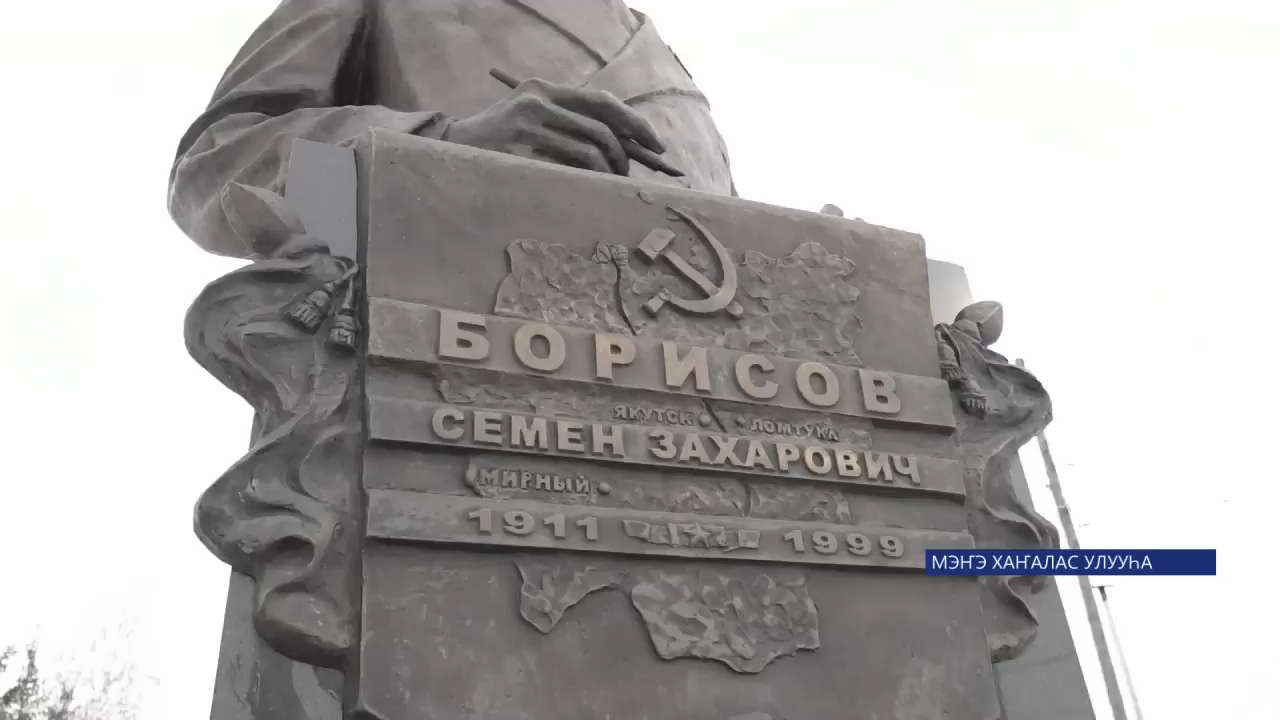 БОРИСОВ
ЯКУТСК ЛОМТУКА
СЕМЕН ЗАХАРОВИЧ
МИРНЫЙ
1911 1999
МЭҤЭ ХАҤАЛАС УЛУУҺА